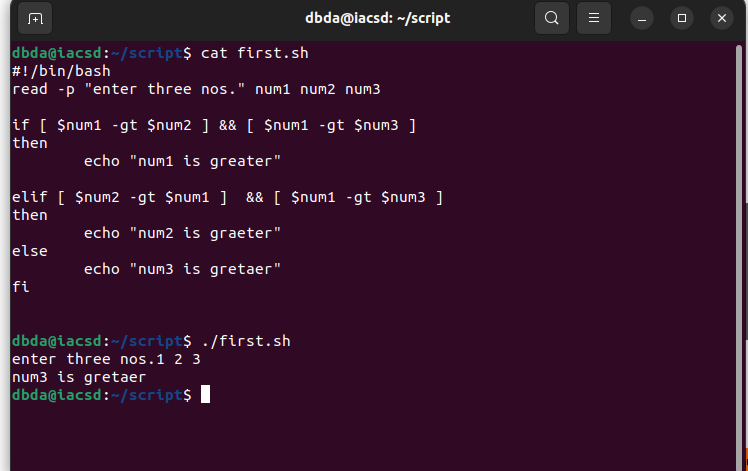 dbda@iacsd: ~/script
dbda@iacsd:~/script$ cat first.sh
#!/bin/bash
read -p "enter three nos." num1 num2 num3

if [ $num1 -gt $num2 ] && [ $num1 -gt $num3 ]
then
        echo "num1 is greater"

elif [ $num2 -gt $num1 ]  && [ $num1 -gt $num3 ]
then
        echo "num2 is graeter"
else
        echo "num3 is gretaer"
fi


dbda@iacsd:~/script$ ./first.sh
enter three nos.1 2 3
num3 is gretaer
dbda@iacsd:~/script$